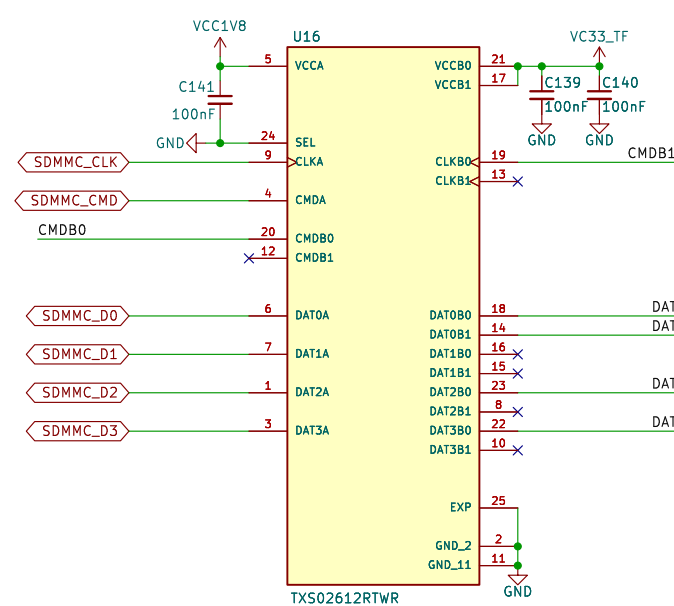 VCC1V8
U16
VC33_TF
5 VCCA
VCCB0 21
VCCB1 17
C141
100nF
C139
100nF
C140
100nF
GND
24 SEL
GND
GND
SDMMC_CLK
9 CLKA
CLKB0 19
CMDB1
CLKB1 13
SDMMC_CMD
4 CMDA
CMDB0
20 CMDB0
12 CMDB1
SDMMC_D0
6 DAT0A
DAT0B0 18
DAT
DAT0B1 14
DAT
SDMMC_D1
7 DAT1A
DAT1B0 16
DAT1B1 15
SDMMC_D2
1 DAT2A
DAT2B0 23
DAT
DAT2B1 8
SDMMC_D3
3 DAT3A
DAT3B0 22
DAT
DAT3B1 10
EXP 25
GND_2 2
GND_11 11
GND
TXS02612RTWR